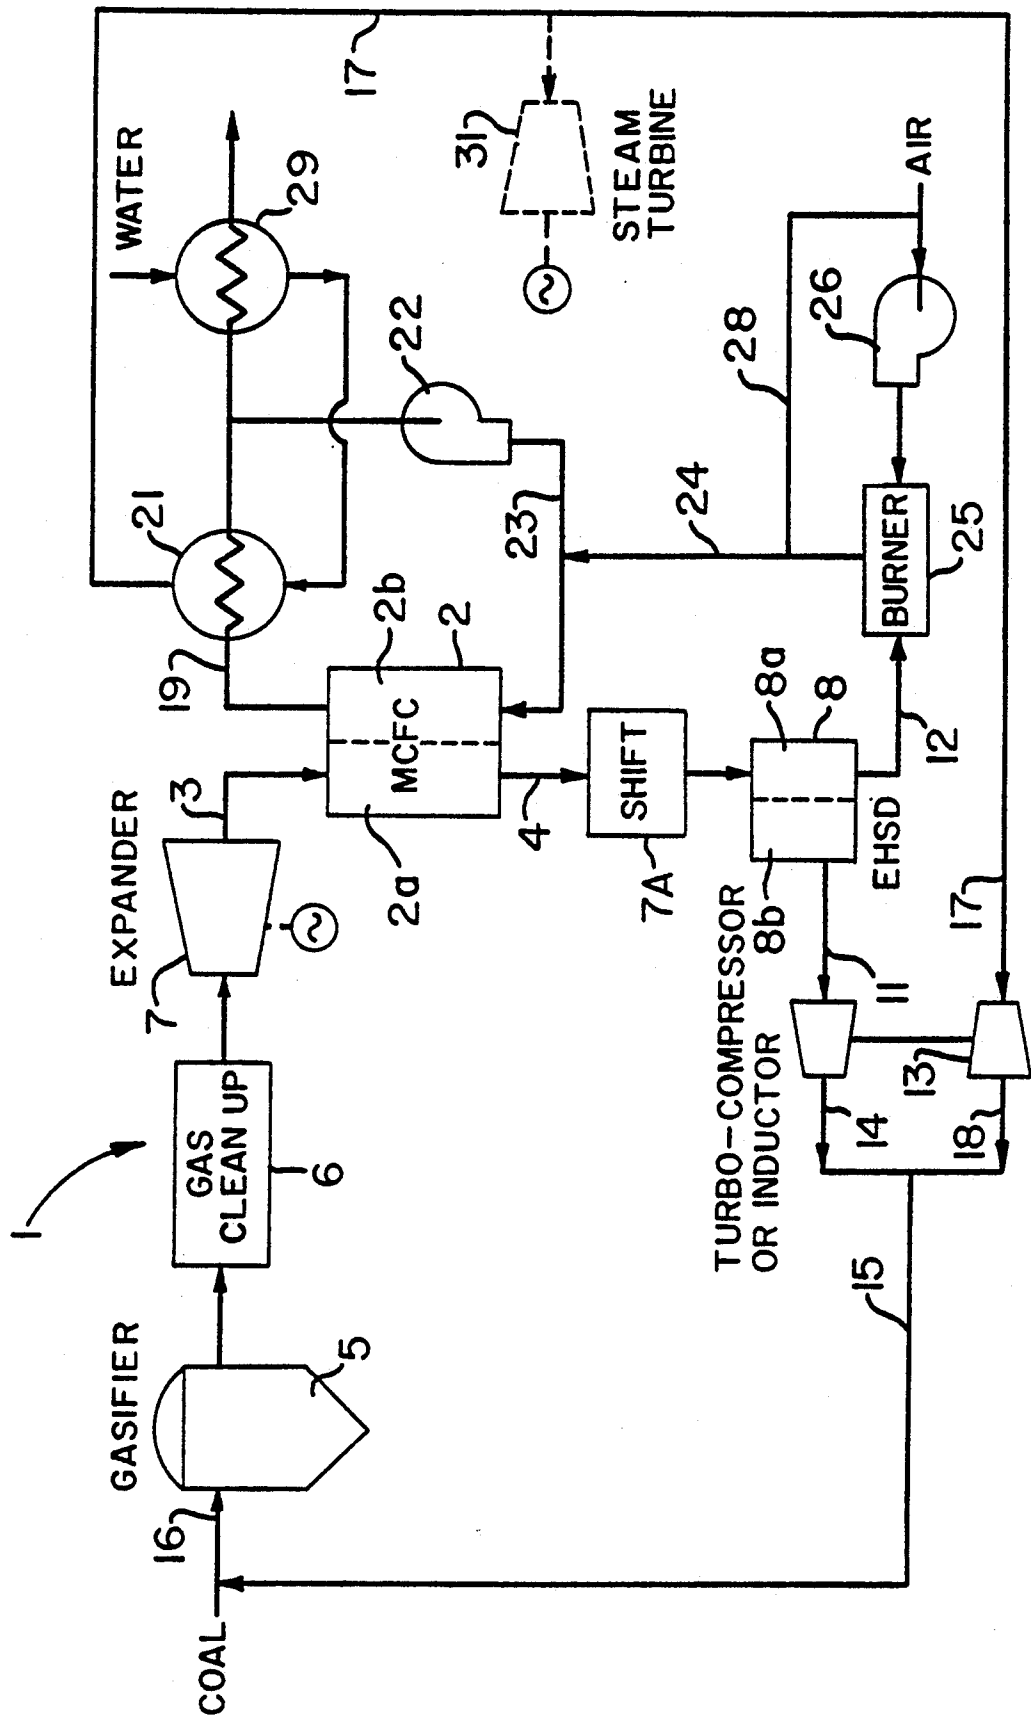 1
COAL
16
GASIFIER
5
GAS
CLEAN UP
6
EXPANDER
7
3
MCFC
2a
2b
2
19
21
WATER
29
22
23
17
31
STEAM
TURBINE
4
SHIFT
7A
8a
8
8b
EHSD
12
BURNER
25
24
28
26
AIR
TURBO-COMPRESSOR
OR INDUCTOR
11
14
13
18
17
15